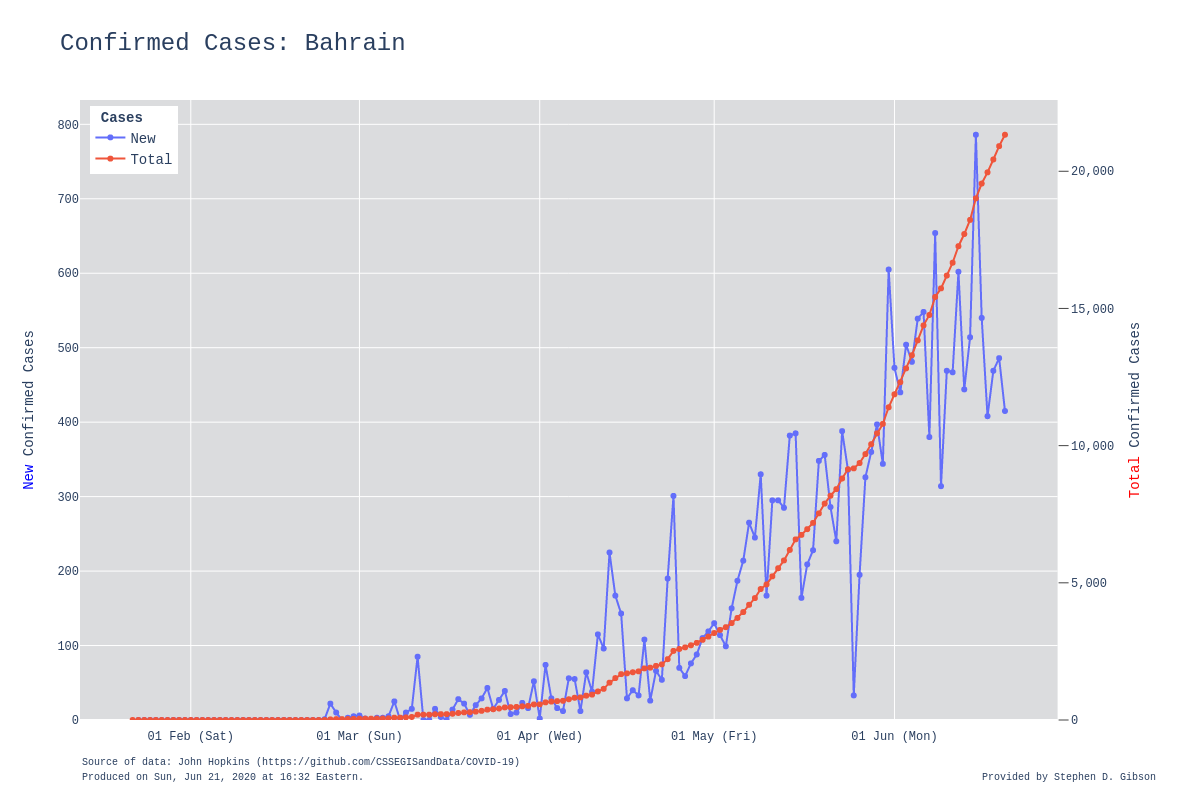 Confirmed Cases: Bahrain
Cases
New
Total
800
700
600
500
400
300
200
100
0
New Confirmed Cases
20,000
15,000
10,000
5,000
0
Total Confirmed Cases
01 Feb (Sat)
01 Mar (Sun)
01 Apr (Wed)
01 May (Fri)
01 Jun (Mon)
Source of data: John Hopkins (https://github.com/CSSEGISandData/COVID-19)
Produced on Sun, Jun 21, 2020 at 16:32 Eastern.
Provided by Stephen D. Gibson